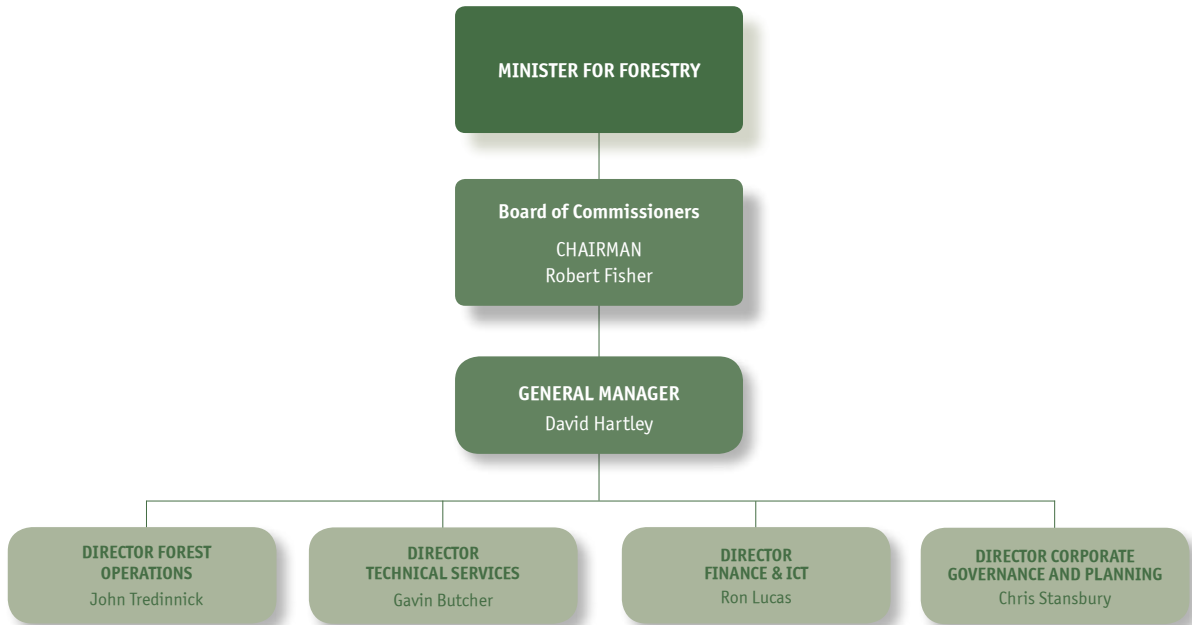 MINISTER FOR FORESTRY
Board of Commissioners
CHAIRMAN
Robert Fisher
GENERAL MANAGER
David Hartley
DIRECTOR FOREST
OPERATIONS
John Tredinnick
DIRECTOR
TECHNICAL SERVICES
Gavin Butcher
DIRECTOR
FINANCE & ICT
Ron Lucas
DIRECTOR CORPORATE
GOVERNANCE AND PLANNING
Chris Stansbury